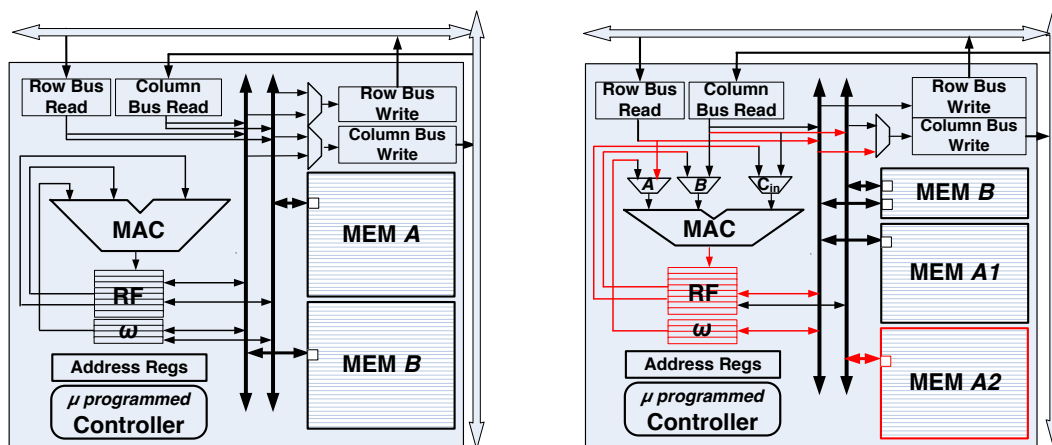 Row Bus
Read
Column
Bus Read
Row Bus
Write
Column Bus
Write
MAC
MEM A
RF
ω
MEM B
Address Regs
μ programmed
Controller
Row Bus
Read
Column
Bus Read
Row Bus
Write
Column Bus
Write
A
B
Cin
MEM B
MAC
MEM A1
RF
ω
MEM A2
Address Regs
μ programmed
Controller